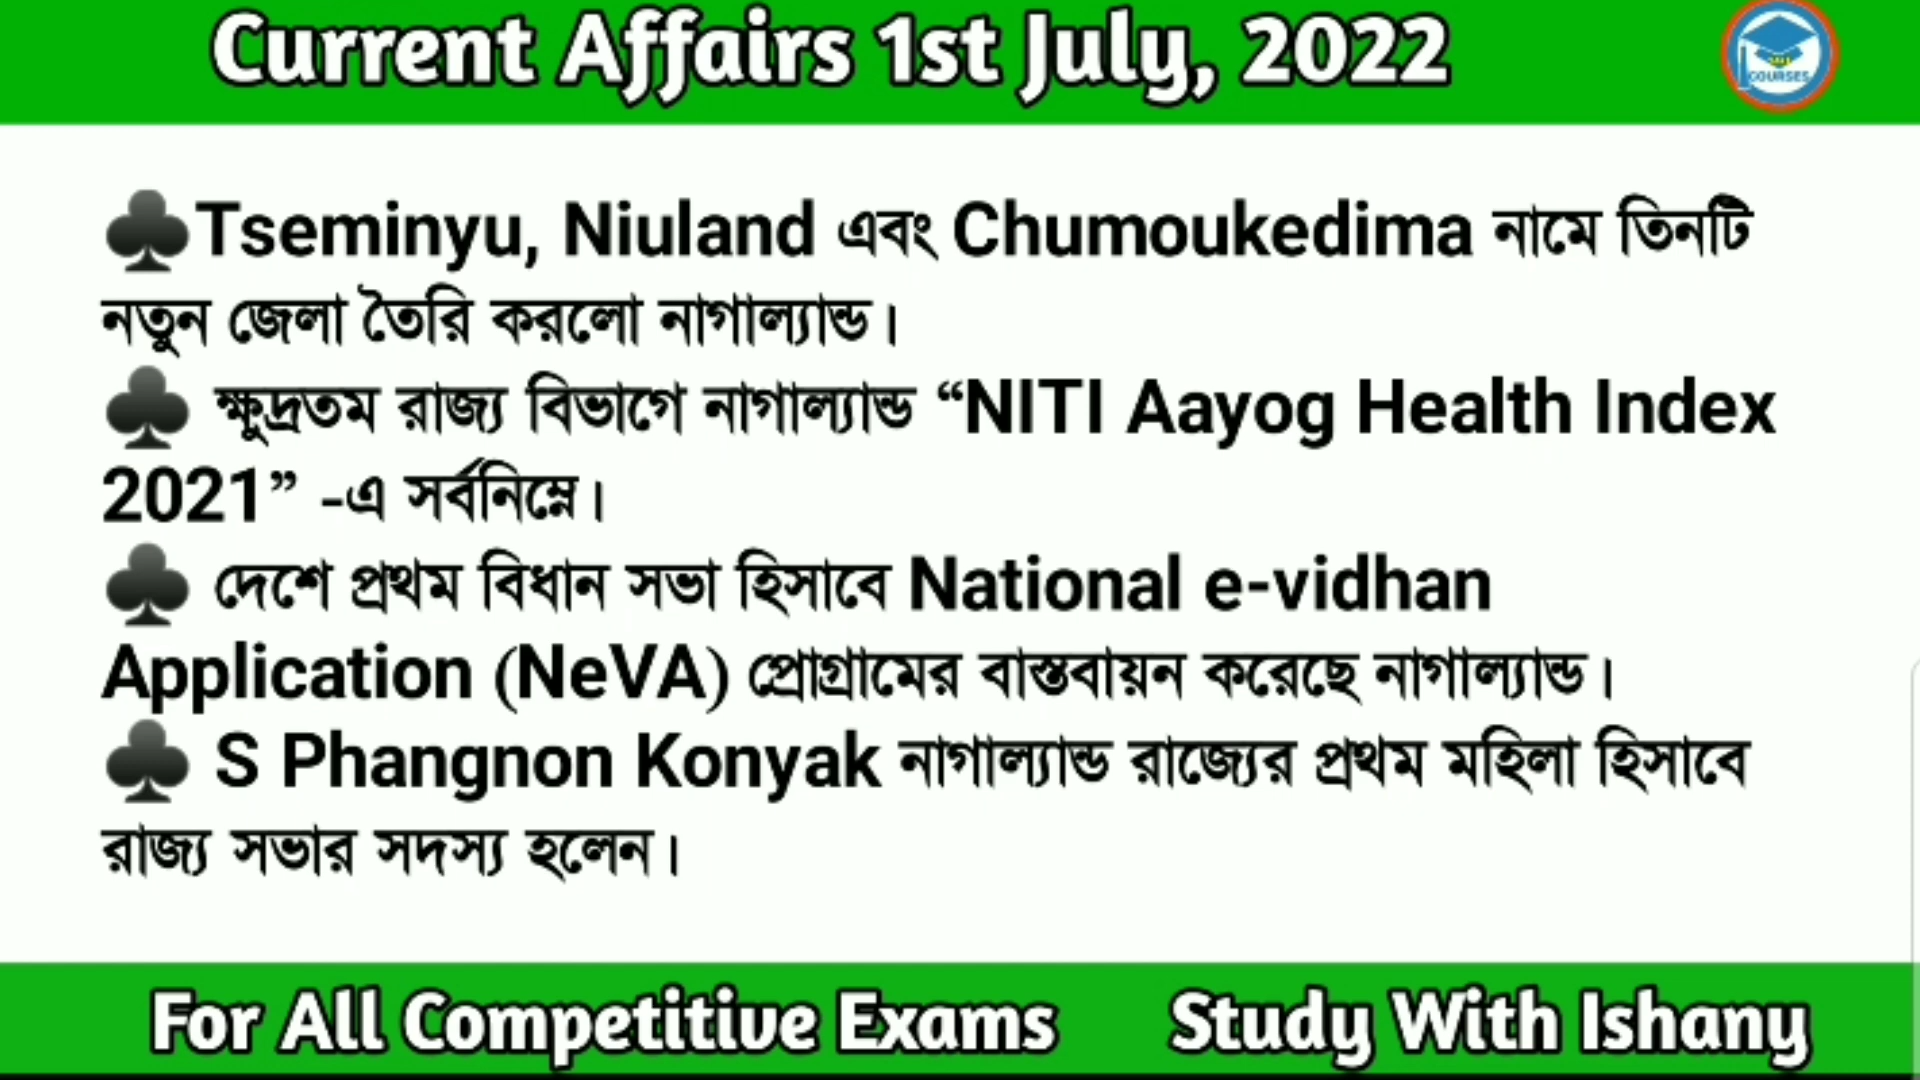 Current Affairs 1st July, 2022
COURSES
♣Tseminyu, Niuland এবং Chumoukedima নামে তিনটি
নতুন জেলা তৈরি করলো নাগাল্যান্ড।
♣ ক্ষুদ্রতম রাজ্য বিভাগে নাগাল্যান্ড “NITI Aayog Health Index
2021” -এ সর্বনিম্নে।
♣ দেশে প্রথম বিধান সভা হিসাবে National e-vidhan
Application (NeVA) প্রোগ্রামের বাস্তবায়ন করেছে নাগাল্যান্ড।
♣ S Phangnon Konyak নাগাল্যান্ড রাজ্যের প্রথম মহিলা হিসাবে
রাজ্য সভার সদস্য হলেন।
For All Competitive Exams Study With Ishany